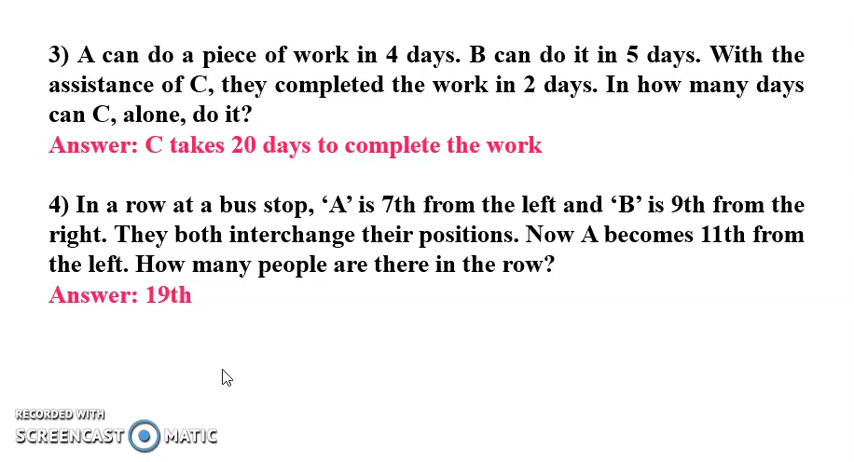 3) A can do a piece of work in 4 days. B can do it in 5 days. With the
assistance of C, they completed the work in 2 days. In how many days
can C, alone, do it?
Answer: C takes 20 days to complete the work
4) In a row at a bus stop, ‘A’ is 7th from the left and ‘B’ is 9th from the
right. They both interchange their positions. Now A becomes 11th from
the left. How many people are there in the row?
Answer: 19th
RECORDED WITH
SCREENCAST MATIC